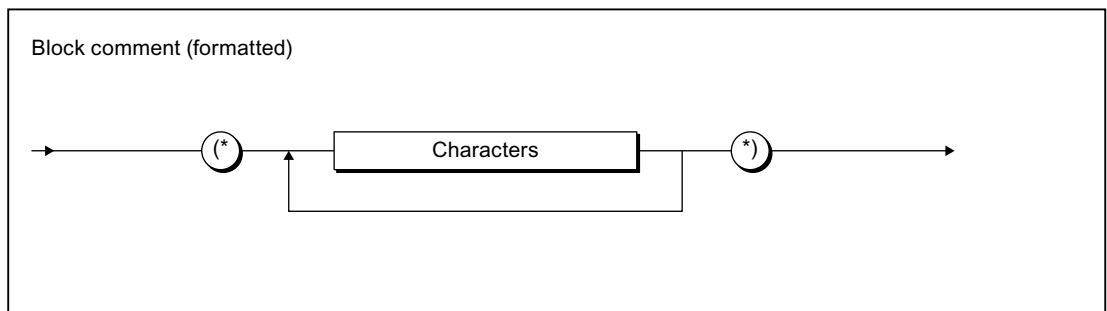 Block comment (formatted)
(*
Characters
*)